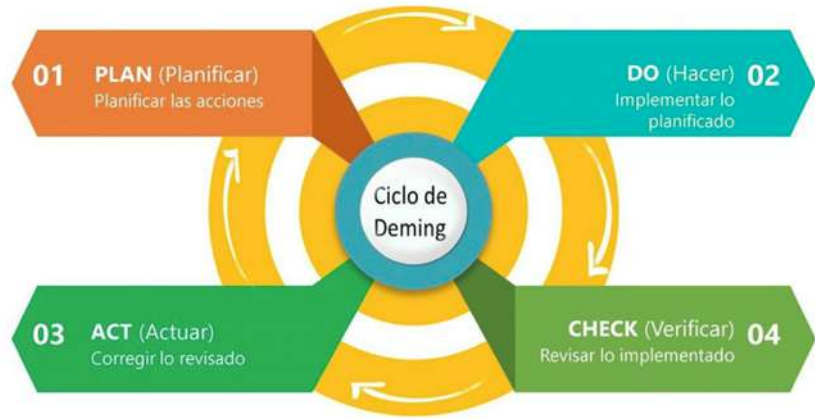 01 PLAN (Planificar)
Planificar las acciones
DO (Hacer) 02
Implementar lo
planificado
Ciclo de
Deming
03 ACT (Actuar)
Corregir lo revisado
CHECK (Verificar) 04
Revisar lo implementado